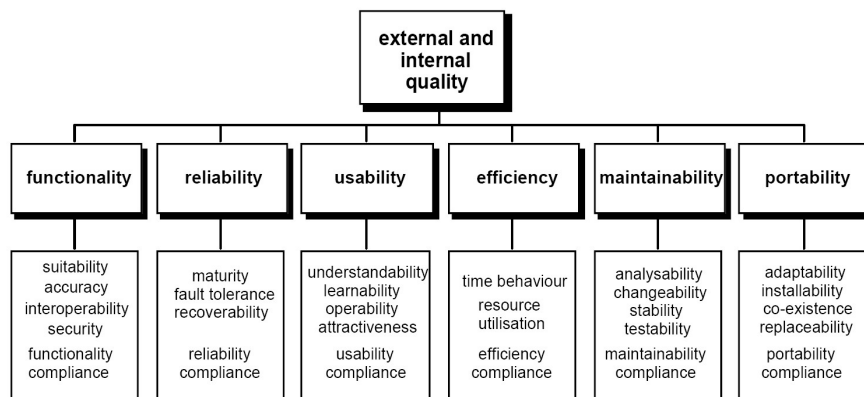 external and
internal
quality
functionality
reliability
usability
efficiency
maintainability
portability
suitability
accuracy
interoperability
security
functionality
compliance
maturity
fault tolerance
recoverability
reliability
compliance
understandability
learnability
operability
attractiveness
usability
compliance
time behaviour
resource
utilisation
efficiency
compliance
analysability
changeability
stability
testability
maintainability
compliance
adaptability
installability
co-existence
replaceability
portability
compliance